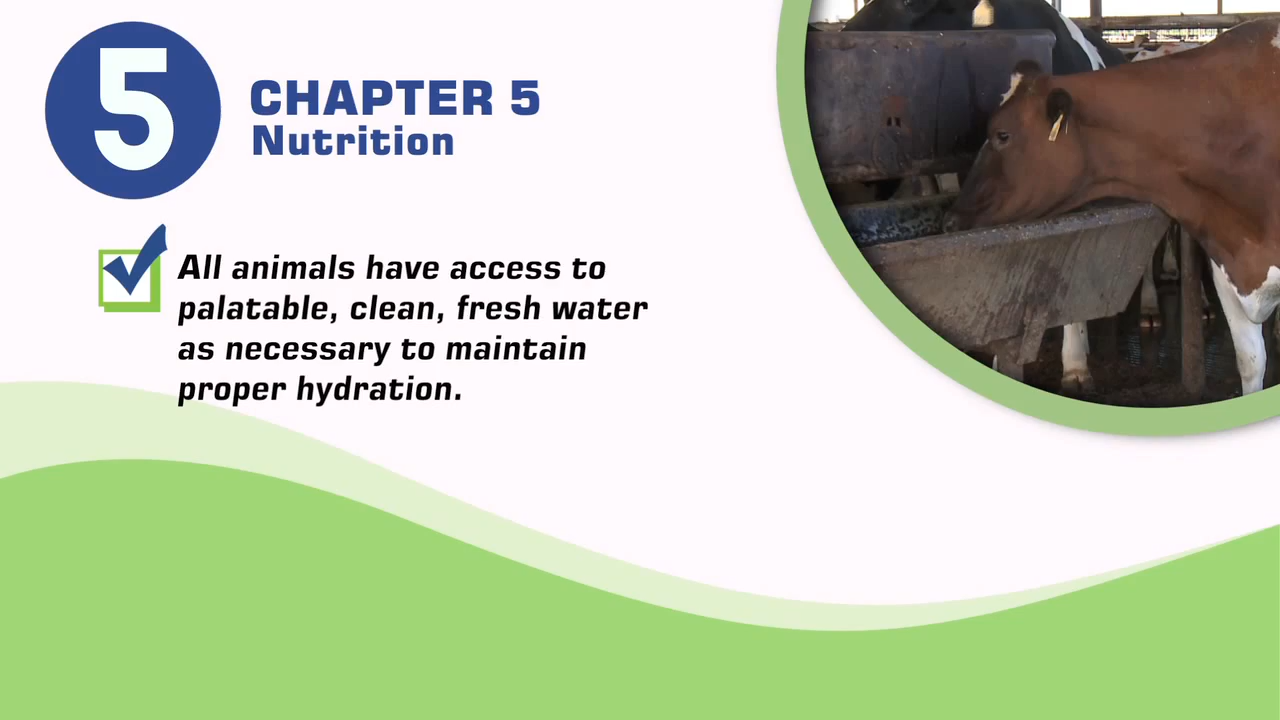 5
CHAPTER 5
Nutrition
All animals have access to
palatable, clean, fresh water
as necessary to maintain
proper hydration.